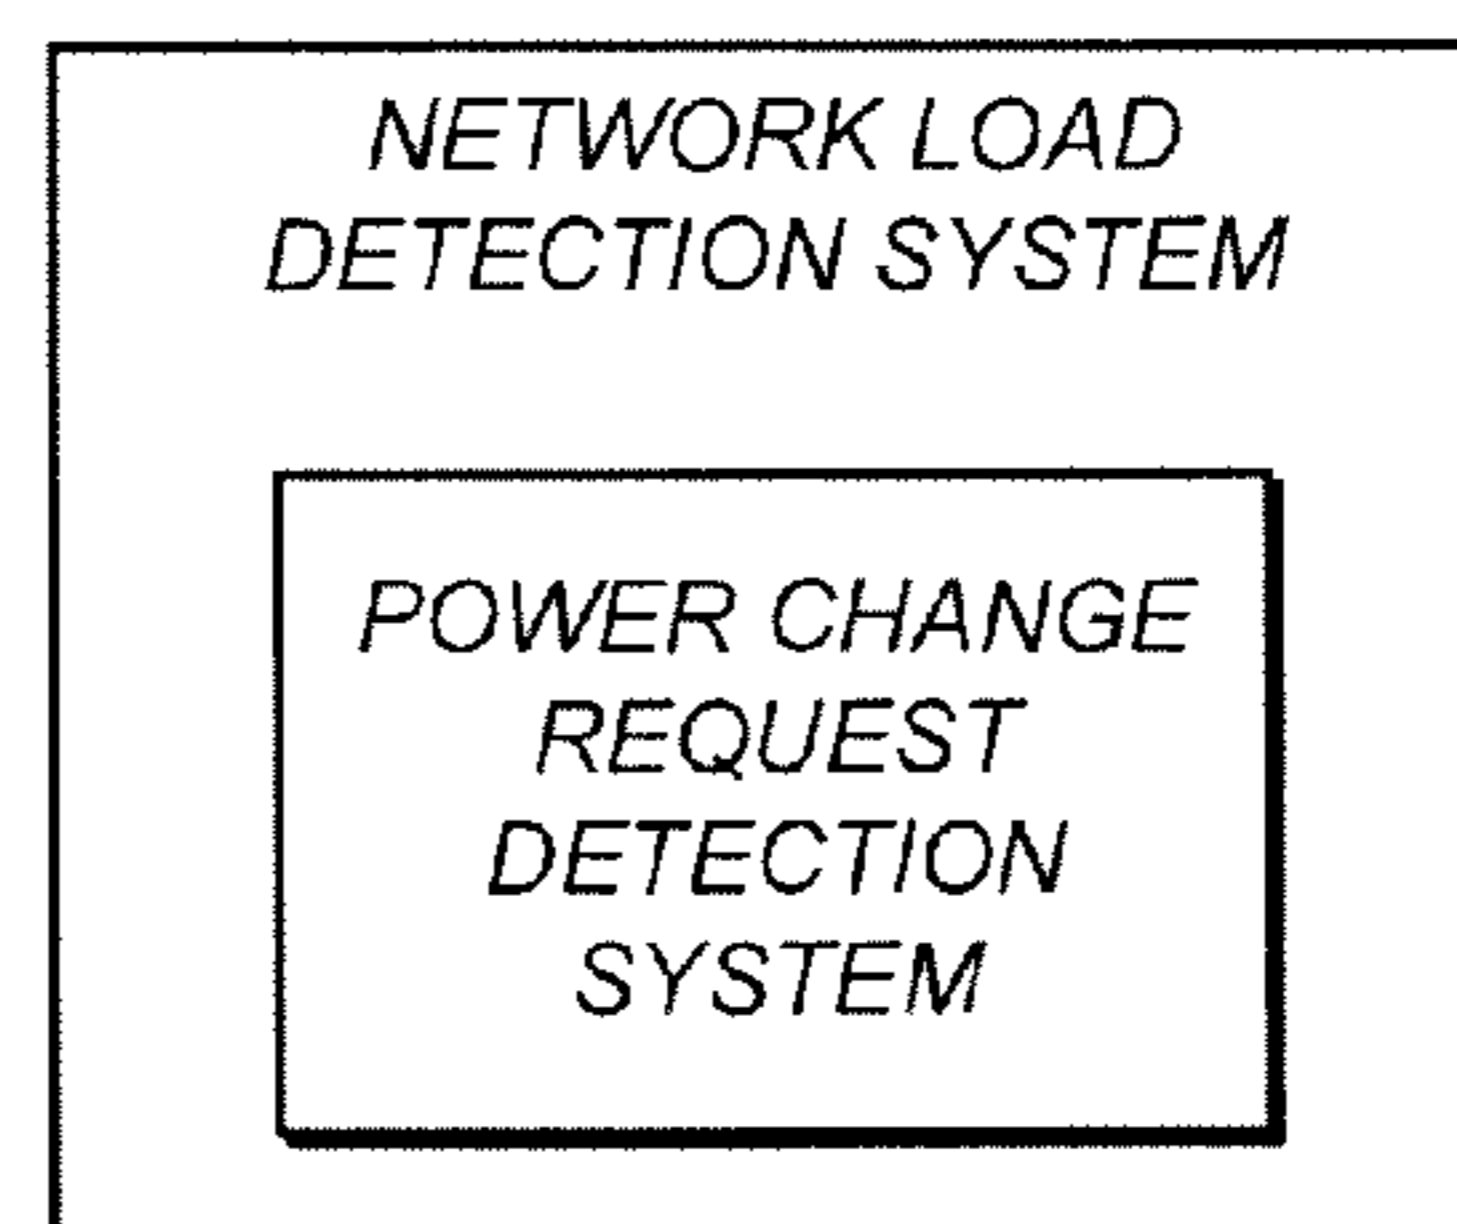 NETWORK LOAD
DETECTION SYSTEM
POWER CHANGE
REQUEST
DETECTION
SYSTEM